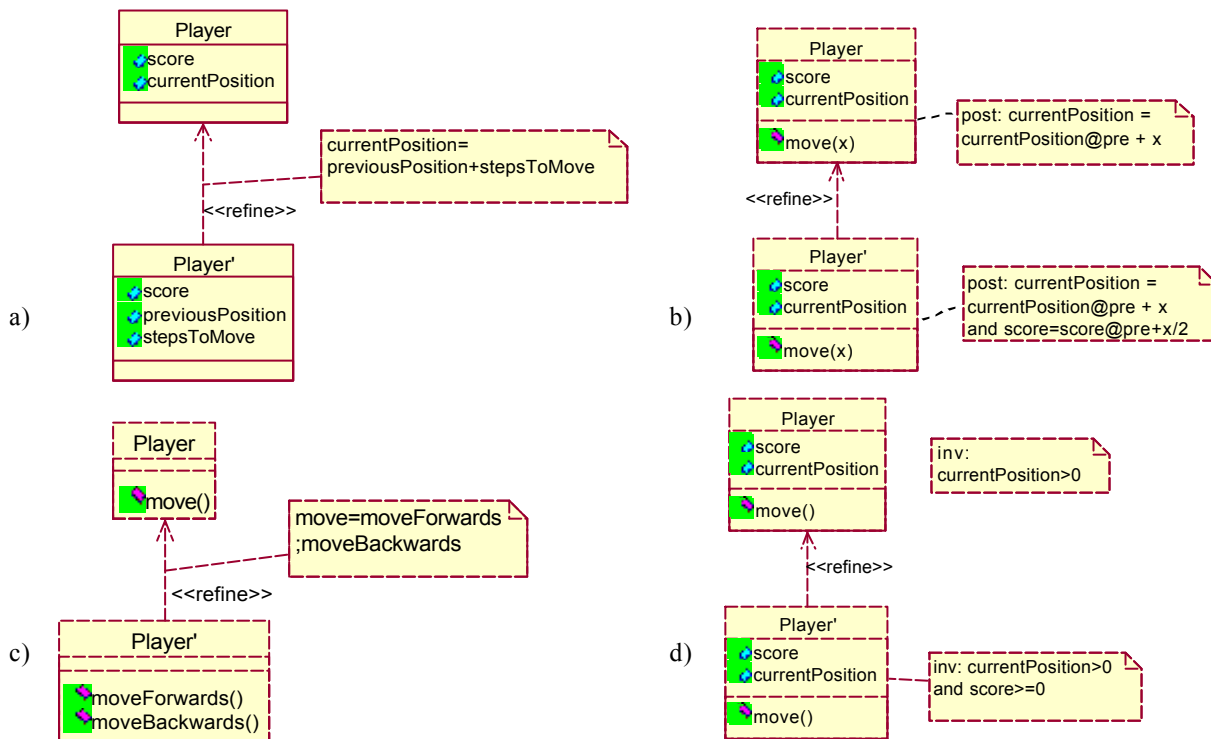 Player
score
currentPosition
currentPosition=
previousPosition+stepsToMove
<<refine>>
Player'
score
previousPosition
stepsToMove
a)
Player
score
currentPosition
move(x)
post: currentPosition =
currentPosition@pre + x
<<refine>>
Player'
score
currentPosition
move(x)
post: currentPosition =
currentPosition@pre + x
and score=score@pre+x/2
b)
Player
move()
move=moveForwards
;moveBackwards
<<refine>>
Player'
moveForwards()
moveBackwards()
c)
Player
score
currentPosition
move()
inv:
currentPosition>0
<<refine>>
Player'
score
currentPosition
move()
inv: currentPosition>0
and score>=0
d)